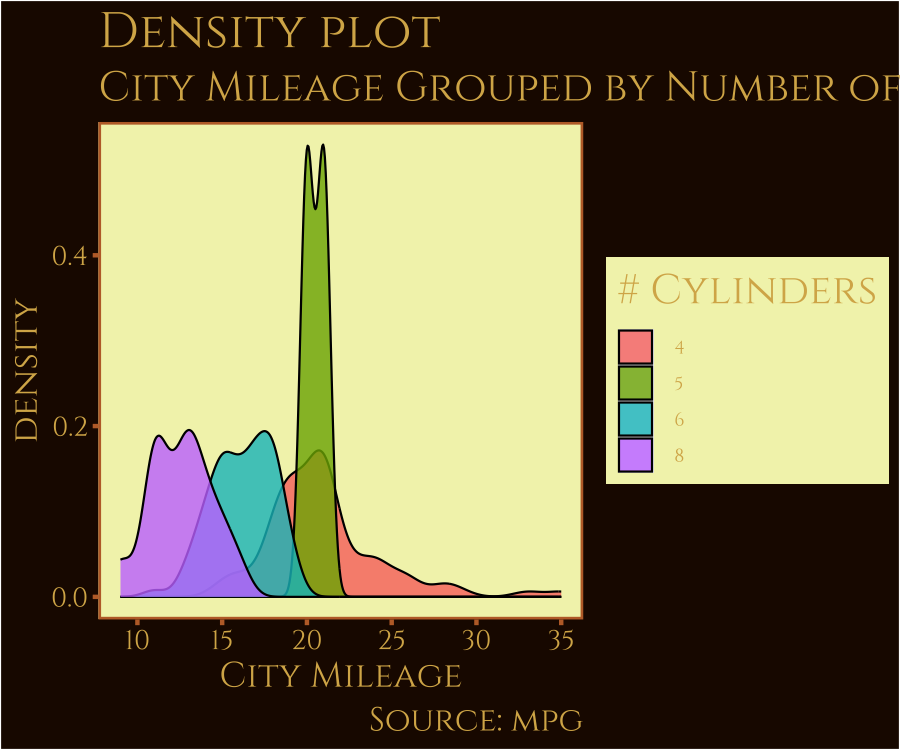 Density plot
City Mileage Grouped by Number of
Density
0.4
0.2
0.0
10 15 20 25 30 35
City Mileage
# Cylinders
4
5
6
8
Source: mpg